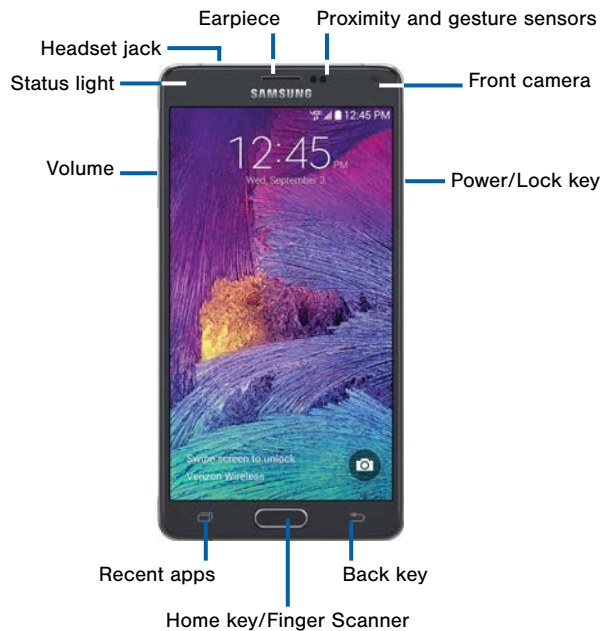 Earpiece
Proximity and gesture sensors
Headset jack
Status light
Front camera
SAMSUNG
12:45 PM
12:45 PM
Wed, September 3
Volume
Power/Lock key
Swipe screen to unlock
Verizon Wireless
Recent apps
Back key
Home key/Finger Scanner